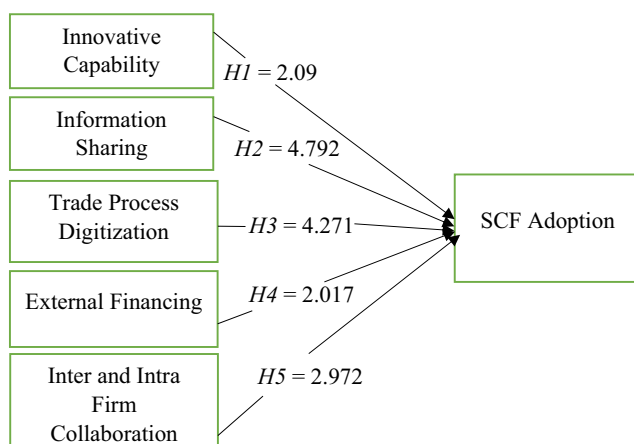 Innovative
Capability
H1 = 2.09
Information
Sharing
H2 = 4.792
Trade Process
Digitization
H3 = 4.271
SCF Adoption
External Financing
H4 = 2.017
Inter and Intra
Firm
Collaboration
H5 = 2.972